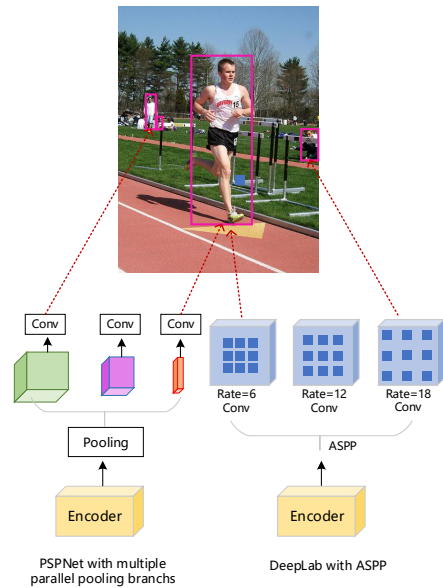 15
Conv
Conv
Conv
Rate=6
Conv
Rate=12
Conv
Rate=18
Conv
Pooling
ASPP
Encoder
Encoder
PSPNet with multiple
parallel pooling branchs
DeepLab with ASPP